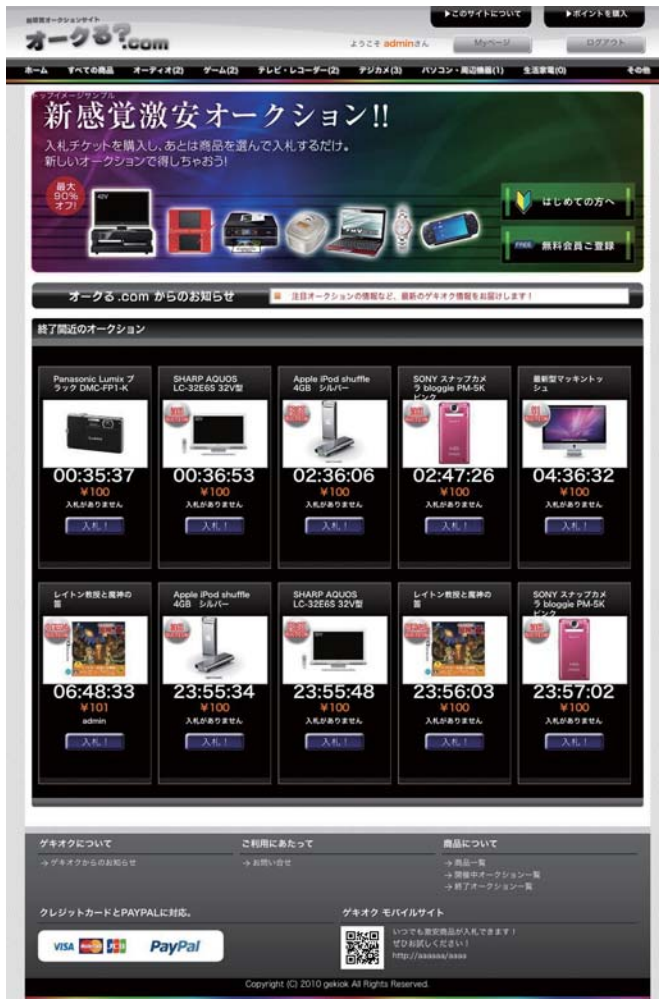 ▶このサイトについて
▶ポイントを購入
オークる?.com
ようこそ adminさん
Myページ
ログアウト
ホーム
すべての商品
オーディオ(2)
ゲーム(2)
テレビ・レコーダー(2)
デジカメ(3)
パソコン・周辺機器(1)
生活家電(0)
その他
トップイメージサンプル
新感覚激安オークション!!
入札チケットを購入し、あとは商品を選んで入札するだけ。
新しいオークションで得しちゃおう!
最大
90%
オフ!
42V
はじめての方へ
FREE 無料会員ご登録
オークる.com からのお知らせ
注目オークションの情報など、最新のゲキオク情報をお届けします!
終了間近のオークション
Panasonic Lumix ブ
ラック DMC-FP1-K
00:35:37
¥100
入札がありません
入札!
SHARP AQUOS
LC-32E6S 32V型
00:36:53
¥100
入札がありません
入札!
Apple iPod shuffle
4GB シルバー
02:36:06
¥100
入札がありません
入札!
SONY スナップカメ
ラ bloggie PM-5K
ピンク
02:47:26
¥100
入札がありません
入札!
最新型マッキントッ
シュ
04:36:32
¥100
入札がありません
入札!
レイトン教授と魔神の
笛
06:48:33
¥101
admin
入札!
Apple iPod shuffle
4GB シルバー
23:55:34
¥100
入札がありません
入札!
SHARP AQUOS
LC-32E6S 32V型
23:55:48
¥100
入札がありません
入札!
レイトン教授と魔神の
笛
23:56:03
¥100
入札がありません
入札!
SONY スナップカメ
ラ bloggie PM-5K
ピンク
23:57:02
¥100
入札がありません
入札!
ゲキオクについて
→ゲキオクからのお知らせ
ご利用にあたって
→お問い合せ
商品について
→商品一覧
→開催中オークション一覧
→終了オークション一覧
クレジットカードとPAYPALに対応。
VISA
JCB
PayPal
ゲキオク モバイルサイト
いつでも激安商品が入札できます!
ぜひお試しください!
http://aaaaaa/aaaa
Copyright (C) 2010 gekiok All Rights Reserved.